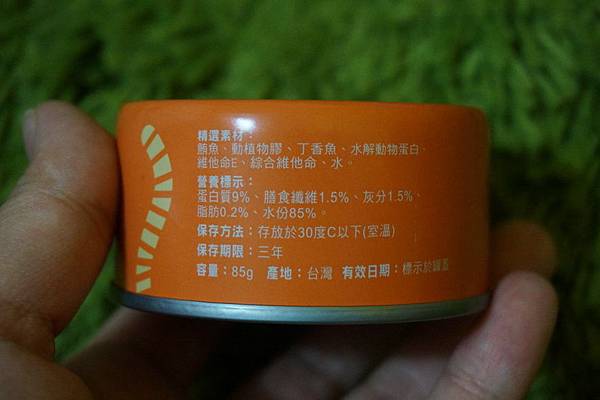 精選素材：
鮪魚、動植物膠、丁香魚、水解動物蛋白、
維他命E、綜合維他命、水。
營養標示：
蛋白質9%、膳食纖維1.5%、灰分1.5%、
脂肪0.2%、水份85%。
保存方法：存放於30度C以下(室溫)
保存期限：三年
容量：85g 產地：台灣 有效日期：標示於罐蓋